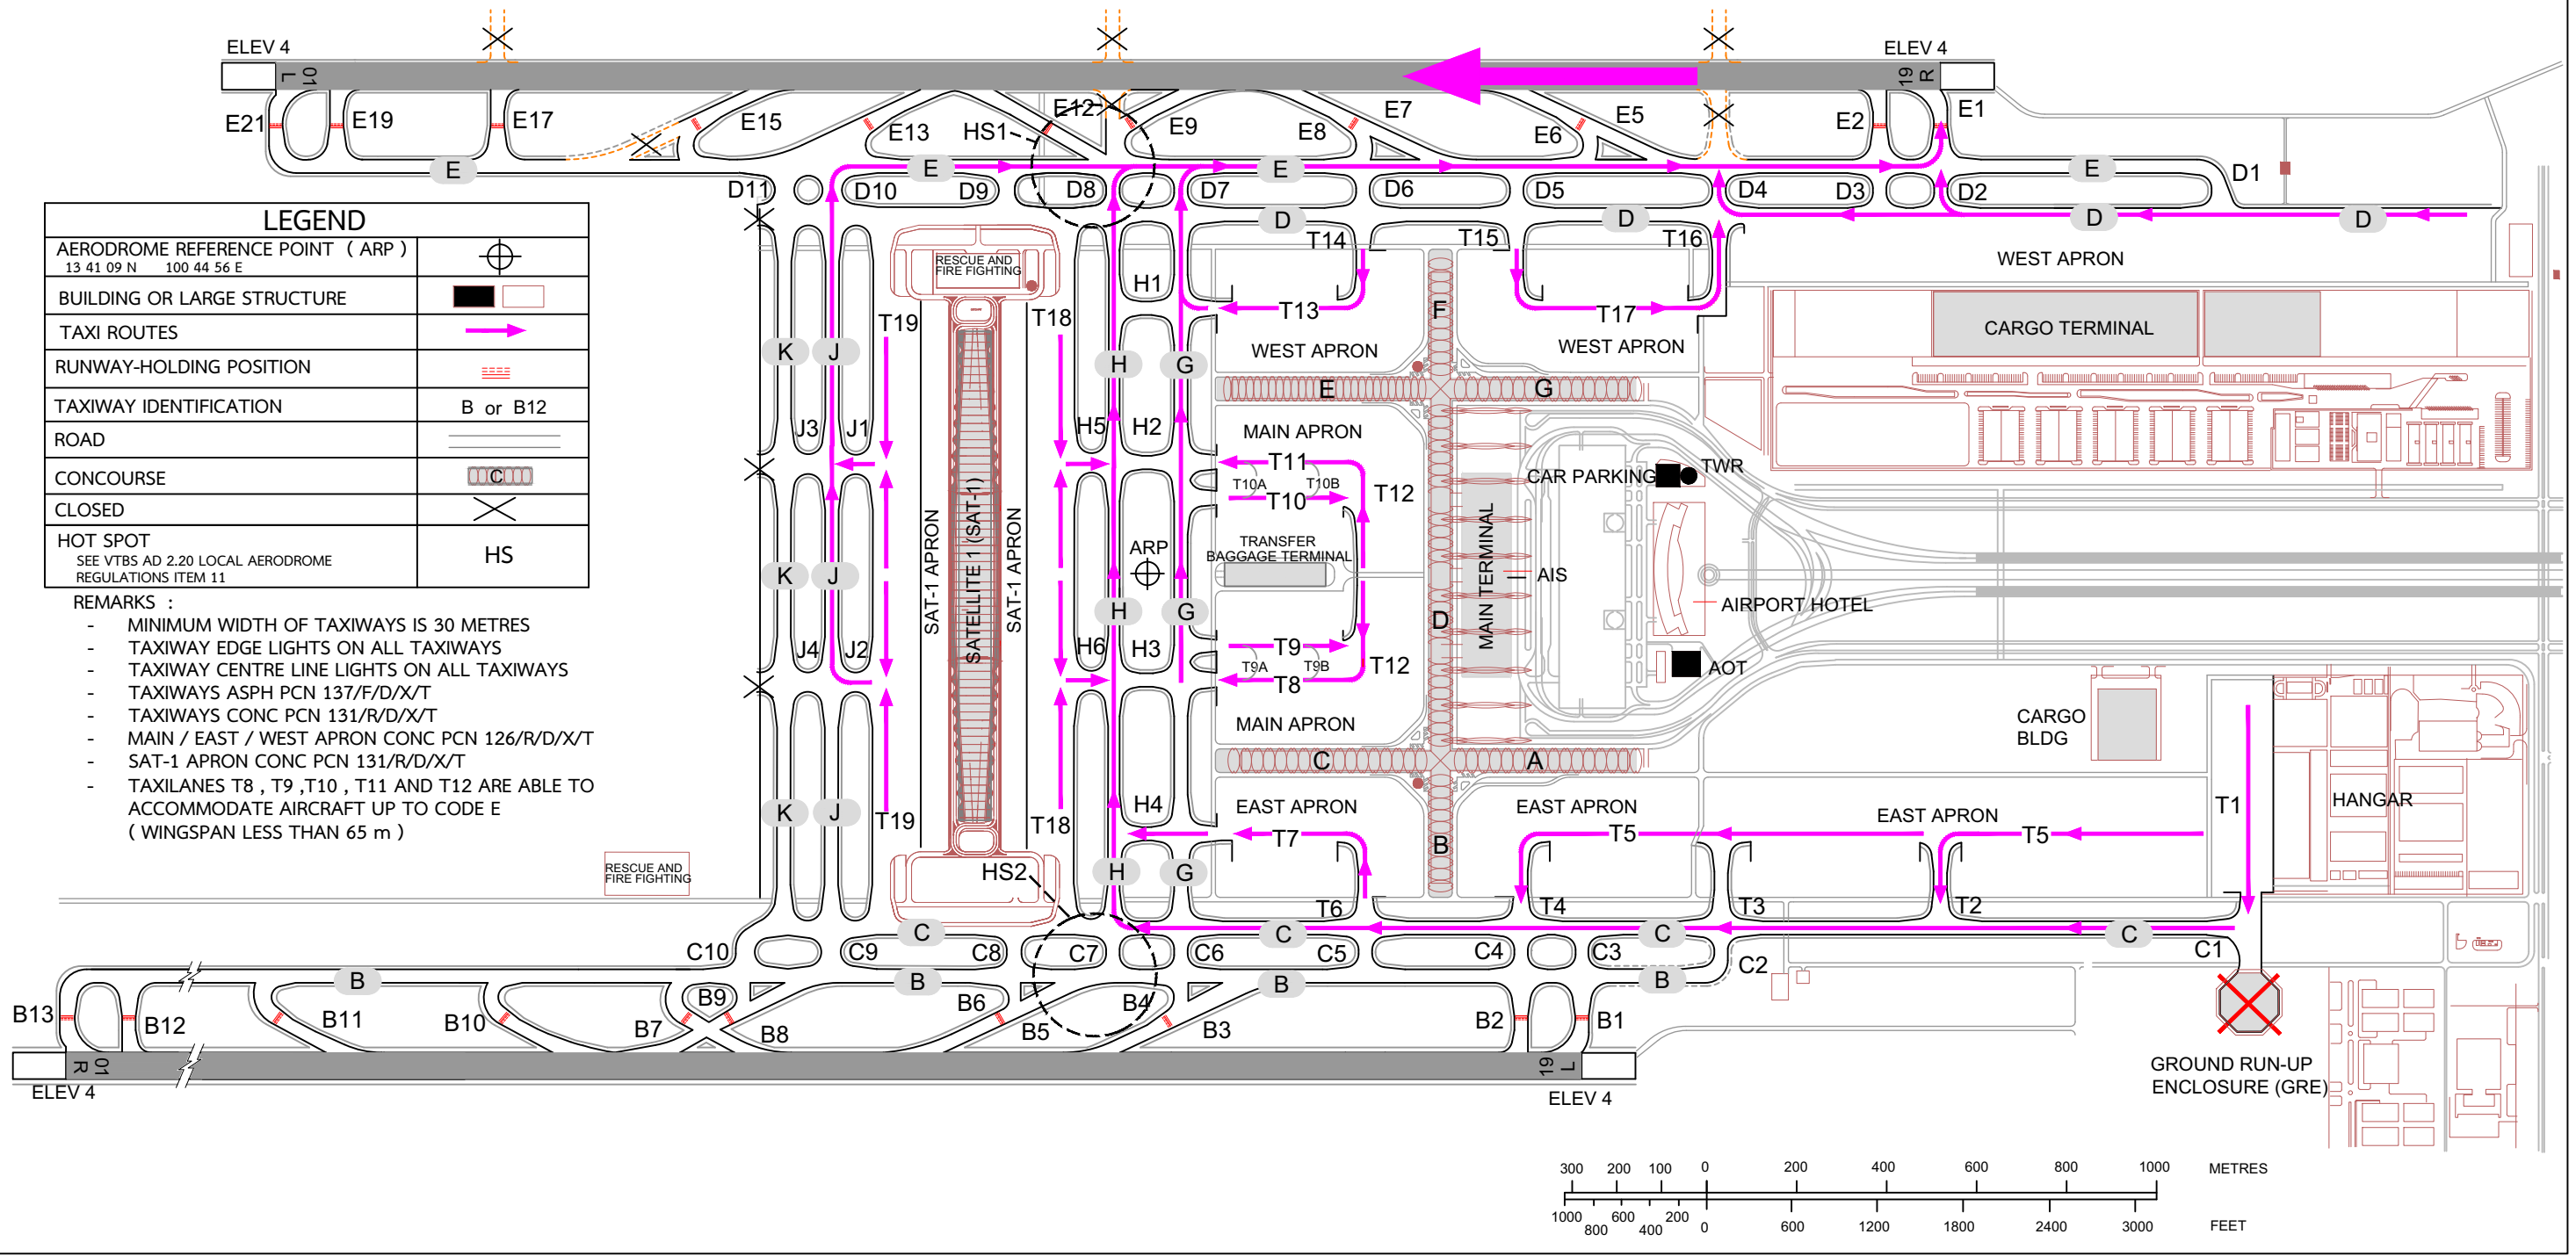 ELEV 4
ELEV 4
01
L
19
R
E21
E19
E17
E15
E13
E12
HS1
E9
E8
E7
E6
E5
E2
E1
E
E
E
E
D1
D11
D10
D9
D8
D7
D6
D5
D4
D3
D2
D
D
D
D
T14
T15
T16
LEGEND
AERODROME REFERENCE POINT ( ARP )
13 41 09 N 100 44 56 E
BUILDING OR LARGE STRUCTURE
TAXI ROUTES
RUNWAY-HOLDING POSITION
TAXIWAY IDENTIFICATION
B or B12
ROAD
CONCOURSE
C
CLOSED
HOT SPOT
SEE VTBS AD 2.20 LOCAL AERODROME
REGULATIONS ITEM 11
HS
REMARKS :
- MINIMUM WIDTH OF TAXIWAYS IS 30 METRES
- TAXIWAY EDGE LIGHTS ON ALL TAXIWAYS
- TAXIWAY CENTRE LINE LIGHTS ON ALL TAXIWAYS
- TAXIWAYS ASPH PCN 137/F/D/X/T
- TAXIWAYS CONC PCN 131/R/D/X/T
- MAIN / EAST / WEST APRON CONC PCN 126/R/D/X/T
- SAT-1 APRON CONC PCN 131/R/D/X/T
- TAXILANES T8 , T9 ,T10 , T11 AND T12 ARE ABLE TO
ACCOMMODATE AIRCRAFT UP TO CODE E
( WINGSPAN LESS THAN 65 m )
RESCUE AND
FIRE FIGHTING
WEST APRON
H1
T13
F
T17
T19
T18
CARGO TERMINAL
K
J
H
G
WEST APRON
WEST APRON
E
G
J3
J1
H5
H2
MAIN APRON
T11
T10A
T10B
T10
T12
CAR PARKING
TWR
SAT-1 APRON
SATELLITE 1 (SAT-1)
SAT-1 APRON
ARP
TRANSFER
BAGGAGE TERMINAL
MAIN TERMINAL
AIS
K
J
H
G
D
AIRPORT HOTEL
J4
J2
H6
H3
T9
T9A
T9B
T8
T12
AOT
MAIN APRON
CARGO
BLDG
C
A
K
J
T19
T18
H4
EAST APRON
EAST APRON
EAST APRON
T7
T5
T5
T1
HANGAR
B
RESCUE AND
FIRE FIGHTING
HS2
H
G
T6
T4
T3
T2
C
C
C
C
C10
C9
C8
C7
C6
C5
C4
C3
C2
C1
B
B
B
B
B13
B12
B11
B10
B9
B7
B8
B6
B5
B4
B3
B2
B1
R
01
19
L
ELEV 4
ELEV 4
GROUND RUN-UP
ENCLOSURE (GRE)
300 200 100 0 200 400 600 800 1000 METRES
1000 800 600 400 200 0 600 1200 1800 2400 3000 FEET